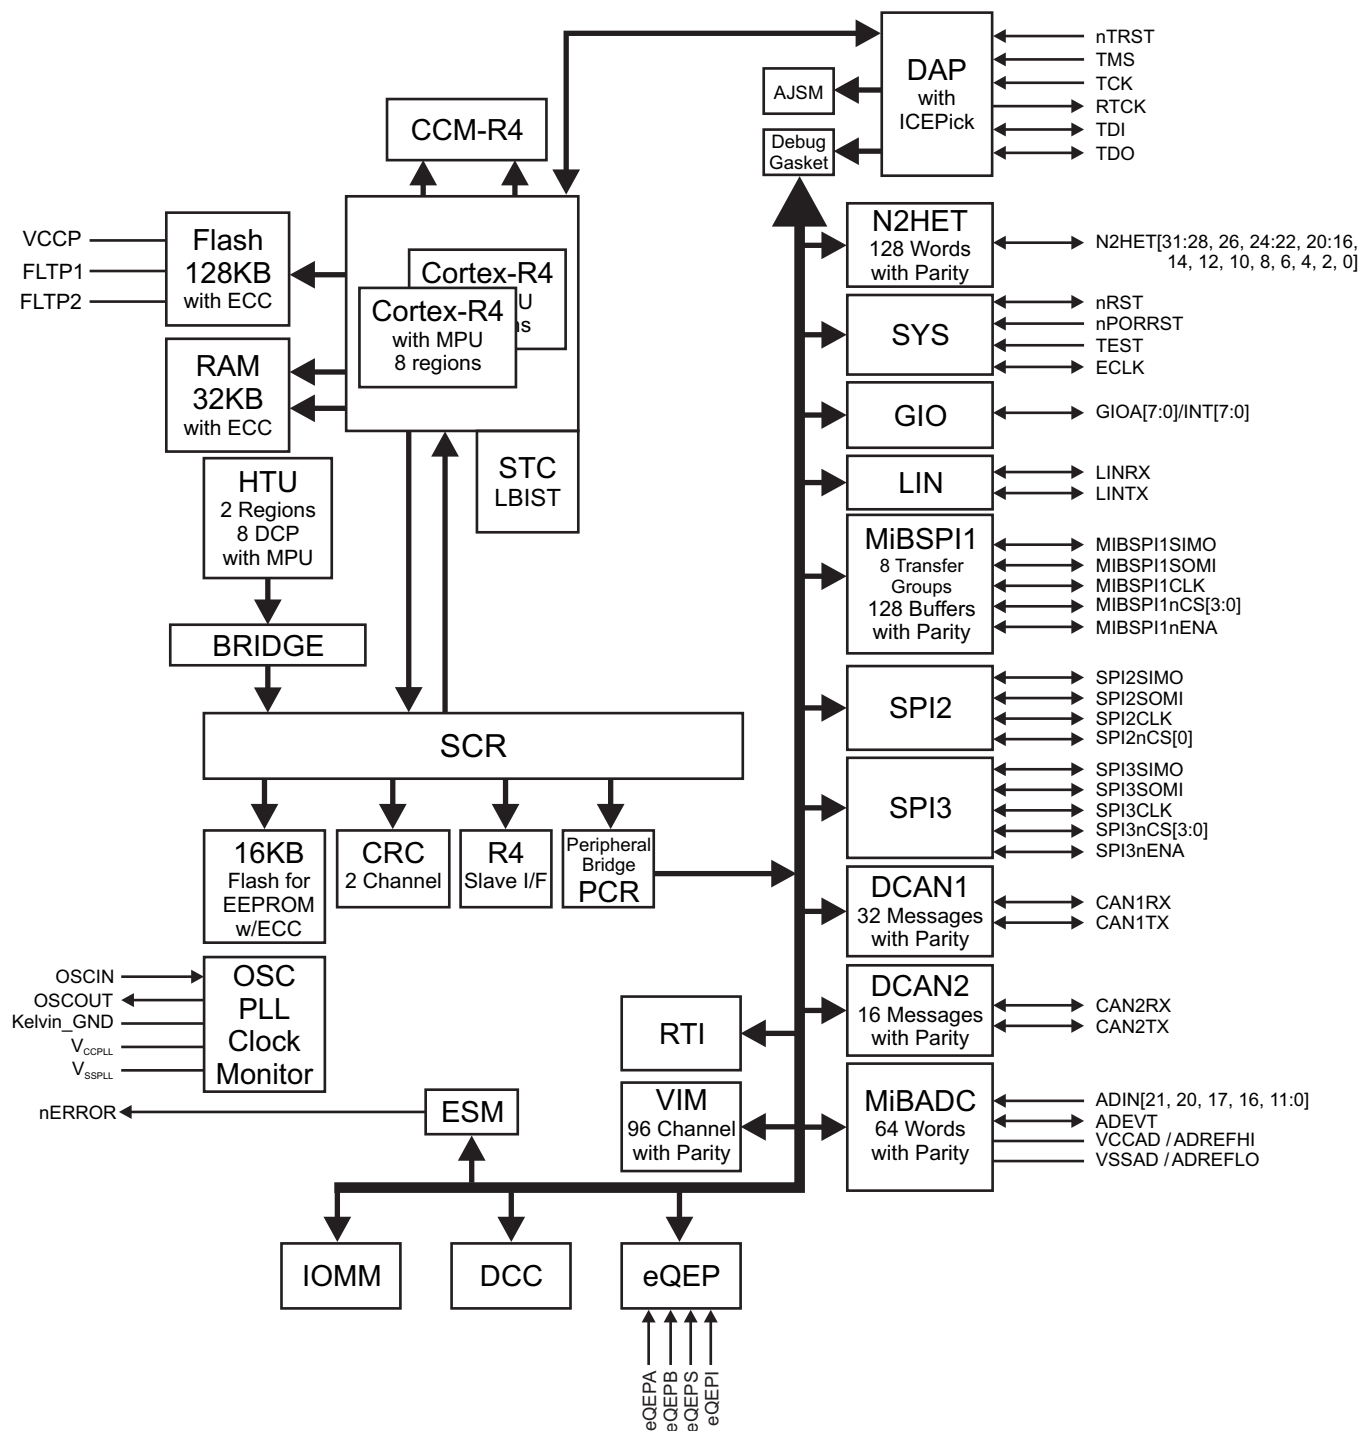 DAP
with
ICEPick
nTRST
TMS
TCK
RTCK
TDI
TDO
AJSM
Debug
Gasket
CCM-R4
VCCP
FLTP1
FLTP2
Flash
128KB
with ECC
Cortex-R4
U
ns
Cortex-R4
with MPU
8 regions
RAM
32KB
with ECC
HTU
2 Regions
8 DCP
with MPU
STC
LBIST
BRIDGE
SCR
16KB
Flash for
EEPROM
w/ECC
CRC
2 Channel
R4
Slave I/F
Peripheral
Bridge
PCR
OSCIN
OSCOUT
Kelvin_GND
VCCPLL
VSSPLL
OSC
PLL
Clock
Monitor
nERROR
ESM
RTI
VIM
96 Channel
with Parity
IOMM
DCC
eQEP
eQEPA
eQEPB
eQEPS
eQEPI
N2HET
128 Words
with Parity
N2HET[31:28, 26, 24:22, 20:16,
14, 12, 10, 8, 6, 4, 2, 0]
SYS
nRST
nPORRST
TEST
ECLK
GIO
GIOA[7:0]/INT[7:0]
LIN
LINRX
LINTX
MiBSPI1
8 Transfer
Groups
128 Buffers
with Parity
MIBSPI1SIMO
MIBSPI1SOMI
MIBSPI1CLK
MIBSPI1nCS[3:0]
MIBSPI1nENA
SPI2
SPI2SIMO
SPI2SOMI
SPI2CLK
SPI2nCS[0]
SPI3
SPI3SIMO
SPI3SOMI
SPI3CLK
SPI3nCS[3:0]
SPI3nENA
DCAN1
32 Messages
with Parity
CAN1RX
CAN1TX
DCAN2
16 Messages
with Parity
CAN2RX
CAN2TX
MiBADC
64 Words
with Parity
ADIN[21, 20, 17, 16, 11:0]
ADEVT
VCCAD / ADREFHI
VSSAD / ADREFLO